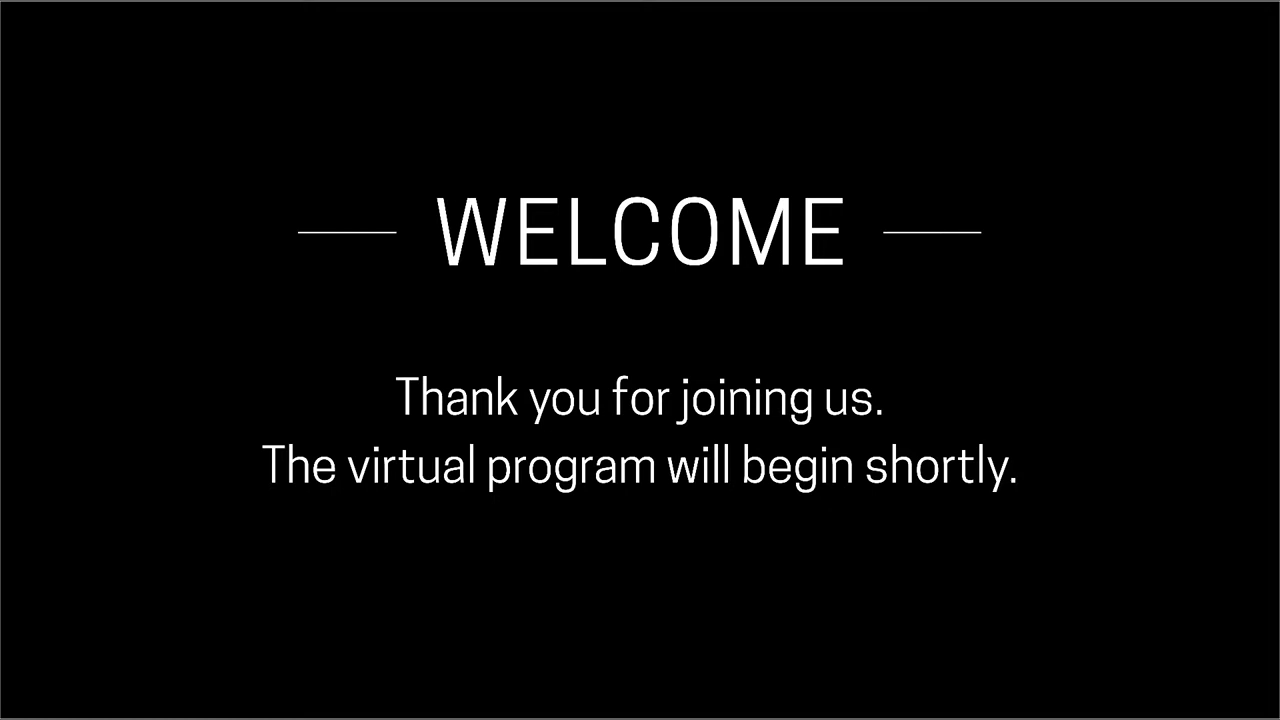 WELCOME
Thank you for joining us.
The virtual program will begin shortly.